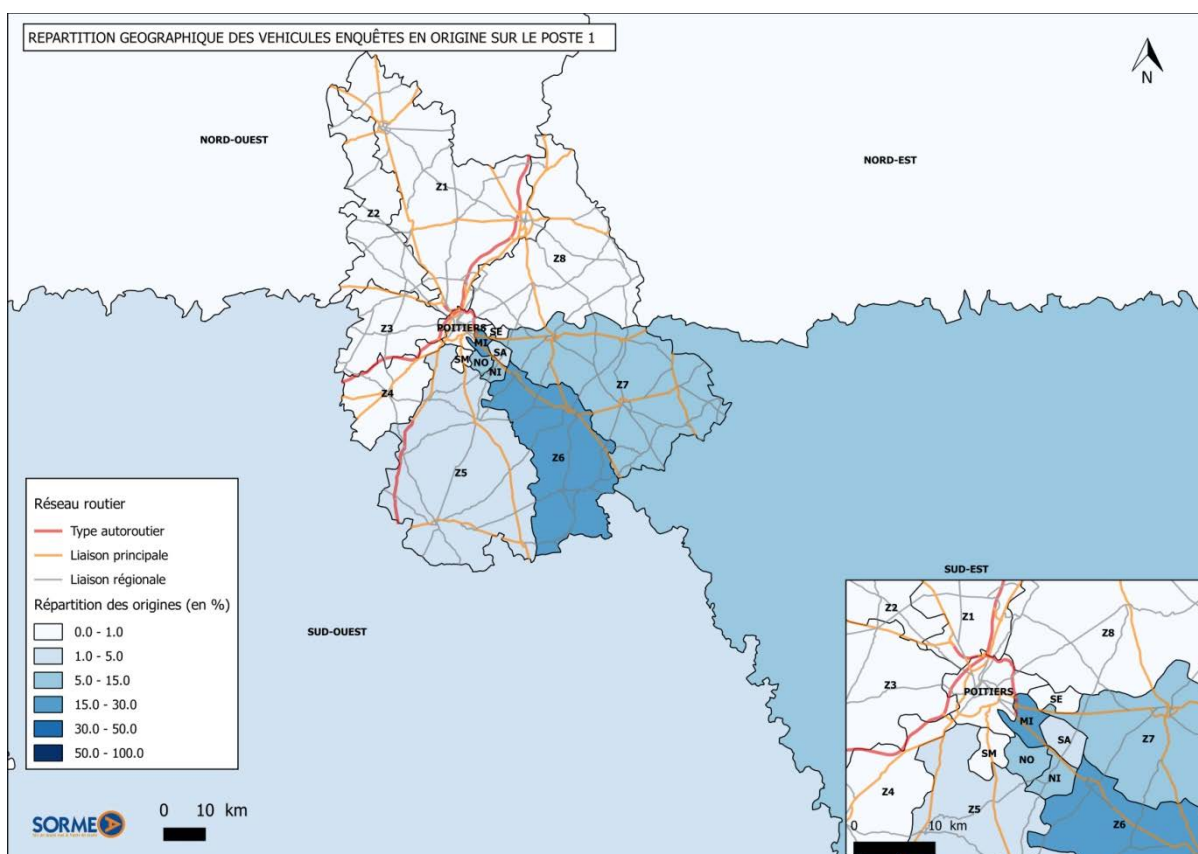 REPARTITION GEOGRAPHIQUE DES VEHICULES ENQUÊTES EN ORIGINE SUR LE POSTE 1
N
NORD-OUEST
NORD-EST
Z1
Z2
Z8
Z3
POITIERS
SE
MI
SA
SM
NO
NI
Z7
Z4
Z6
Z5
SUD-EST
SUD-OUEST
Réseau routier
Type autoroutier
Liaison principale
Liaison régionale
Répartition des origines (en %)
0.0 - 1.0
1.0 - 5.0
5.0 - 15.0
15.0 - 30.0
30.0 - 50.0
50.0 - 100.0
SORMEA
0 10 km
Z2
Z1
Z8
Z3
POITIERS
SE
MI
SA
SM
NO
Z7
NI
Z4
Z5
Z6
0 10 km